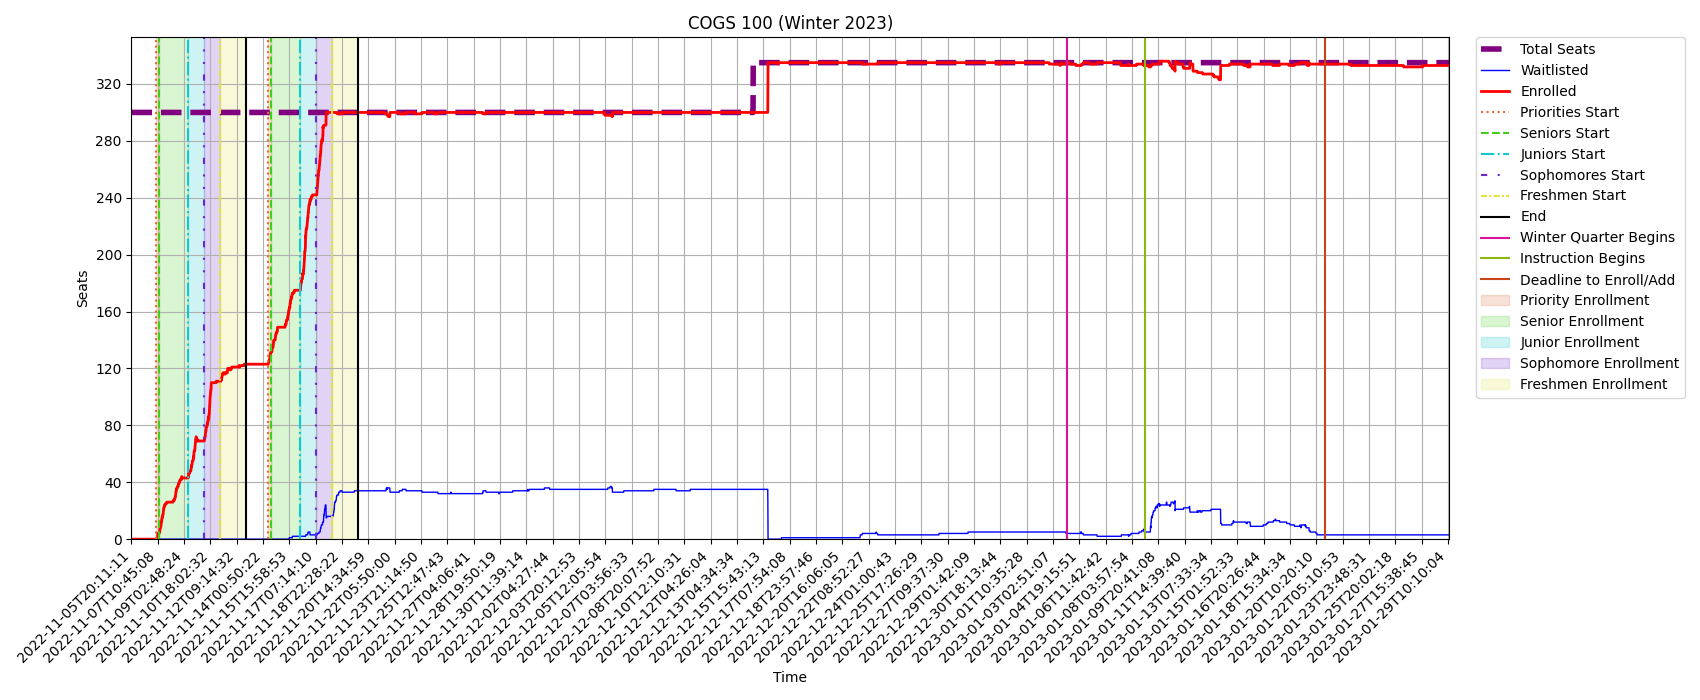 COGS 100 (Winter 2023)
Seats
320
280
240
200
160
120
80
40
0
2022-11-05T20:11:11
2022-11-07T10:45:08
2022-11-09T02:48:24
2022-11-10T18:02:32
2022-11-12T09:14:32
2022-11-14T00:50:22
2022-11-15T15:58:53
2022-11-17T07:14:10
2022-11-18T22:28:22
2022-11-20T14:34:59
2022-11-22T05:50:00
2022-11-23T21:14:50
2022-11-25T12:47:43
2022-11-27T04:06:41
2022-11-28T19:50:19
2022-11-30T11:39:14
2022-12-02T04:27:44
2022-12-03T20:12:53
2022-12-05T12:05:54
2022-12-07T03:56:33
2022-12-08T20:07:52
2022-12-10T12:10:31
2022-12-12T04:26:04
2022-12-13T04:34:34
2022-12-15T15:43:13
2022-12-17T07:54:08
2022-12-18T23:57:46
2022-12-20T16:06:05
2022-12-22T08:52:27
2022-12-24T01:00:43
2022-12-25T17:26:29
2022-12-27T09:37:30
2022-12-29T01:42:09
2022-12-30T18:13:44
2023-01-01T10:35:28
2023-01-03T02:51:07
2023-01-04T19:15:51
2023-01-06T11:42:42
2023-01-08T03:57:54
2023-01-09T20:41:08
2023-01-11T14:39:40
2023-01-13T07:33:34
2023-01-15T01:52:33
2023-01-16T20:26:44
2023-01-18T15:34:34
2023-01-20T10:20:10
2023-01-22T05:10:53
2023-01-23T23:48:31
2023-01-25T20:02:18
2023-01-27T15:38:45
2023-01-29T10:10:04
Time
Total Seats
Waitlisted
Enrolled
Priorities Start
Seniors Start
Juniors Start
Sophomores Start
Freshmen Start
End
Winter Quarter Begins
Instruction Begins
Deadline to Enroll/Add
Priority Enrollment
Senior Enrollment
Junior Enrollment
Sophomore Enrollment
Freshmen Enrollment